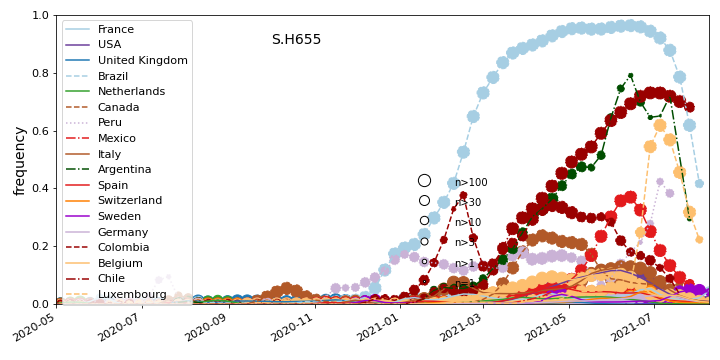 1.0
0.8
0.6
0.4
0.2
0.0
frequency
S.H655
France
USA
United Kingdom
Brazil
Netherlands
Canada
Peru
Mexico
Italy
Argentina
Spain
Switzerland
Sweden
Germany
Colombia
Belgium
Chile
Luxembourg
n>100
n>30
n>10
n>3
n>1
2020-05
2020-07
2020-09
2020-11
2021-01
2021-03
2021-05
2021-07